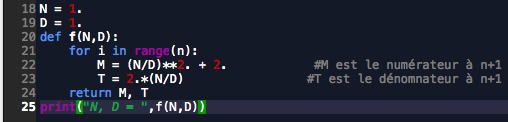 18 N = 1.
19 D = 1.
20 def f(N,D):
21     for i in range(n):
22         M = (N/D)**2. + 2.            #M est le numérateur à n+1
23         T = 2.*(N/D)                 #T est le dénomnateur à n+1
24     return M, T
25 print("N, D = ",f(N,D))